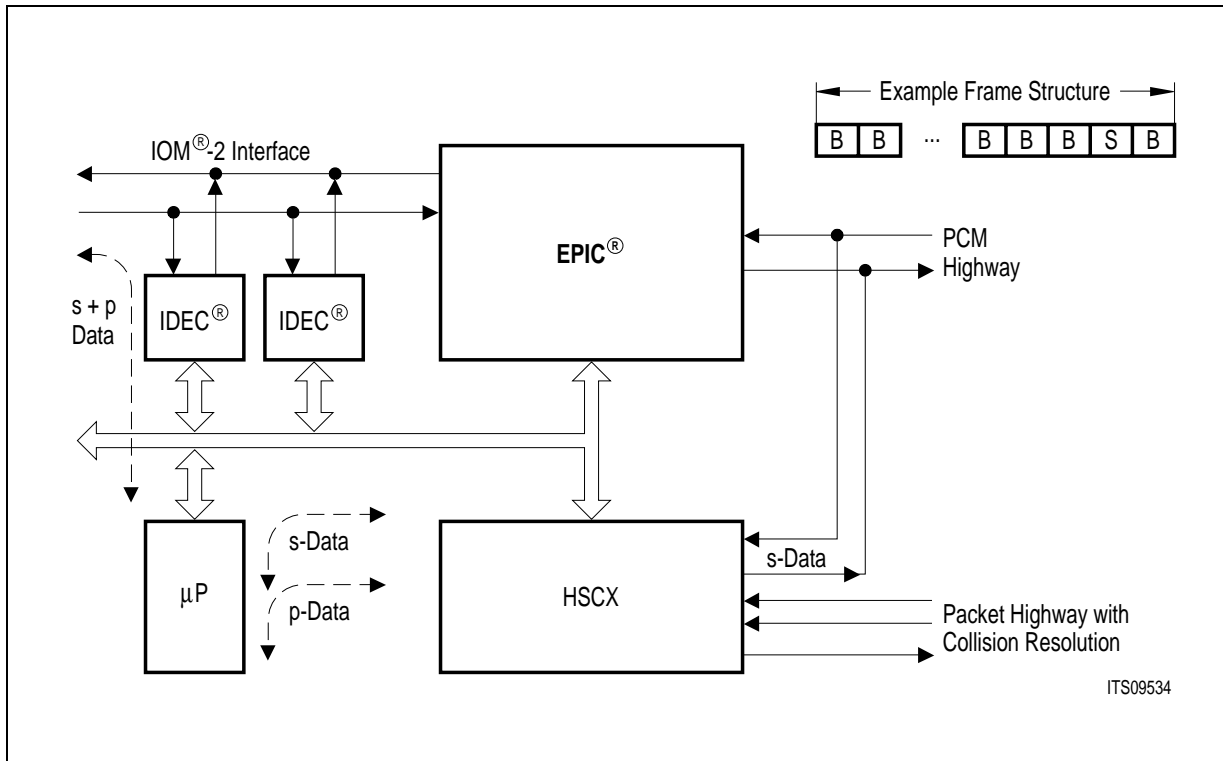 Example Frame Structure
B B ... B B B S B
IOM®-2 Interface
EPIC®
PCM
Highway
s + p
Data
IDEC®
IDEC®
s-Data
p-Data
μP
HSCX
s-Data
Packet Highway with
Collision Resolution
ITS09534